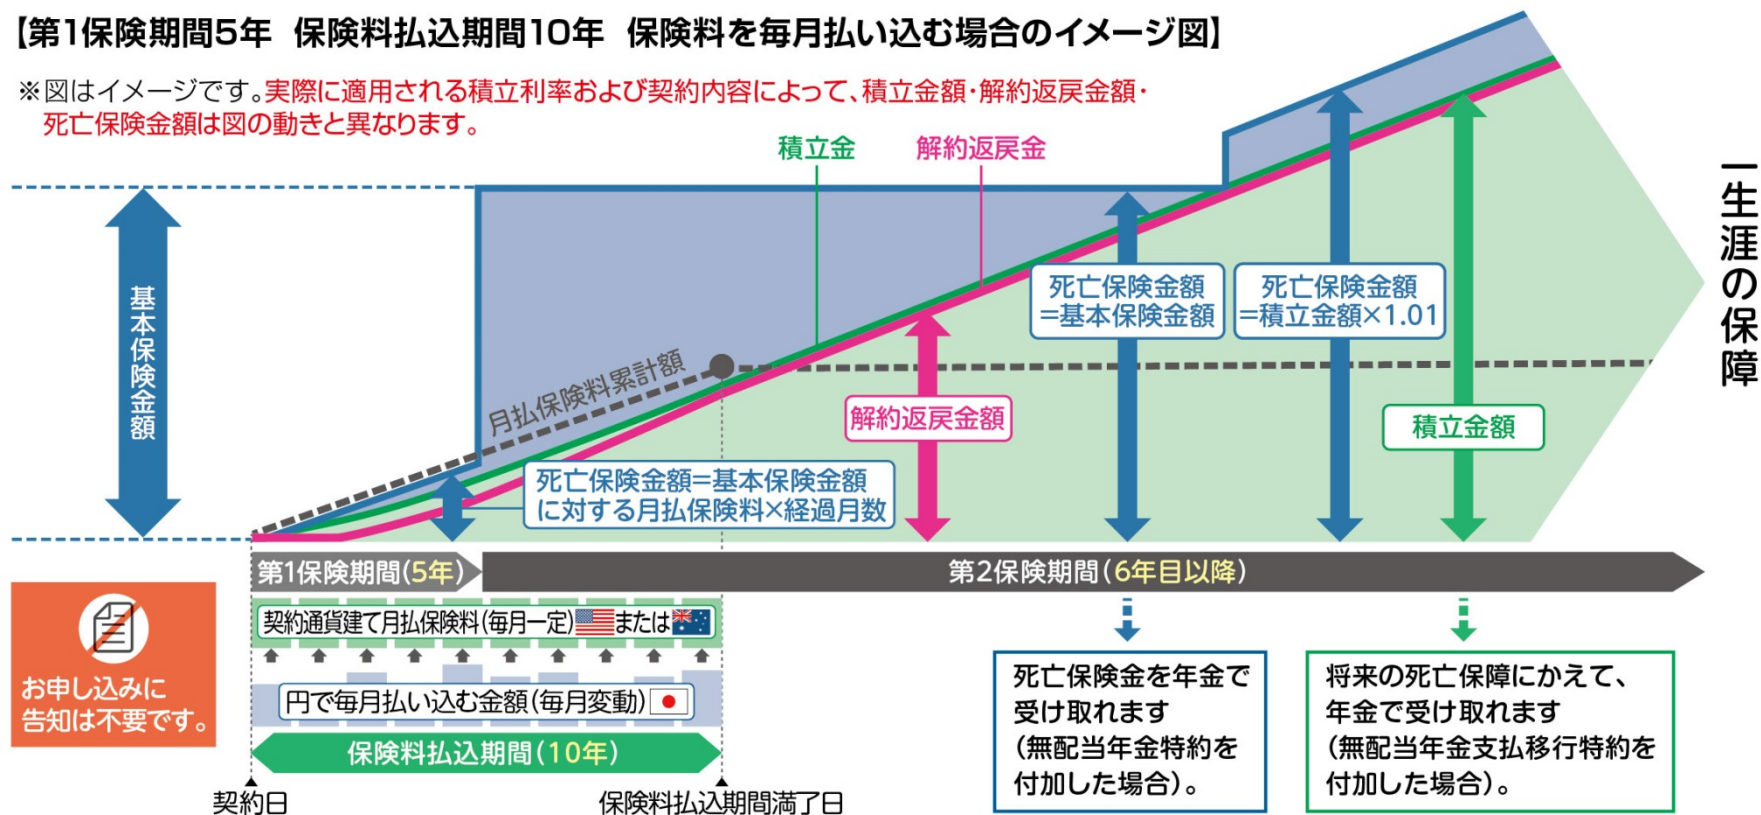 【第1保険期間5年 保険料払込期間10年 保険料を毎月払い込む場合のイメージ図】
※図はイメージです。実際に適用される積立利率および契約内容によって、積立金額・解約返戻金額・
死亡保険金額は図の動きと異なります。
積立金
解約返戻金
一生涯の保障
基本保険金額
月払保険料累計額
死亡保険金額
=基本保険金額
死亡保険金額
=積立金額×1.01
解約返戻金額
積立金額
死亡保険金額=基本保険金額
に対する月払保険料×経過月数
第1保険期間(5年)
第2保険期間(6年目以降)
お申し込みに
告知は不要です。
契約通貨建て月払保険料(毎月一定)または
円で毎月払い込む金額(毎月変動)
保険料払込期間(10年)
契約日
保険料払込期間満了日
死亡保険金を年金で
受け取れます
(無配当年金特約を
付加した場合)。
将来の死亡保障にかえて、
年金で受け取れます
(無配当年金支払移行特約を
付加した場合)。